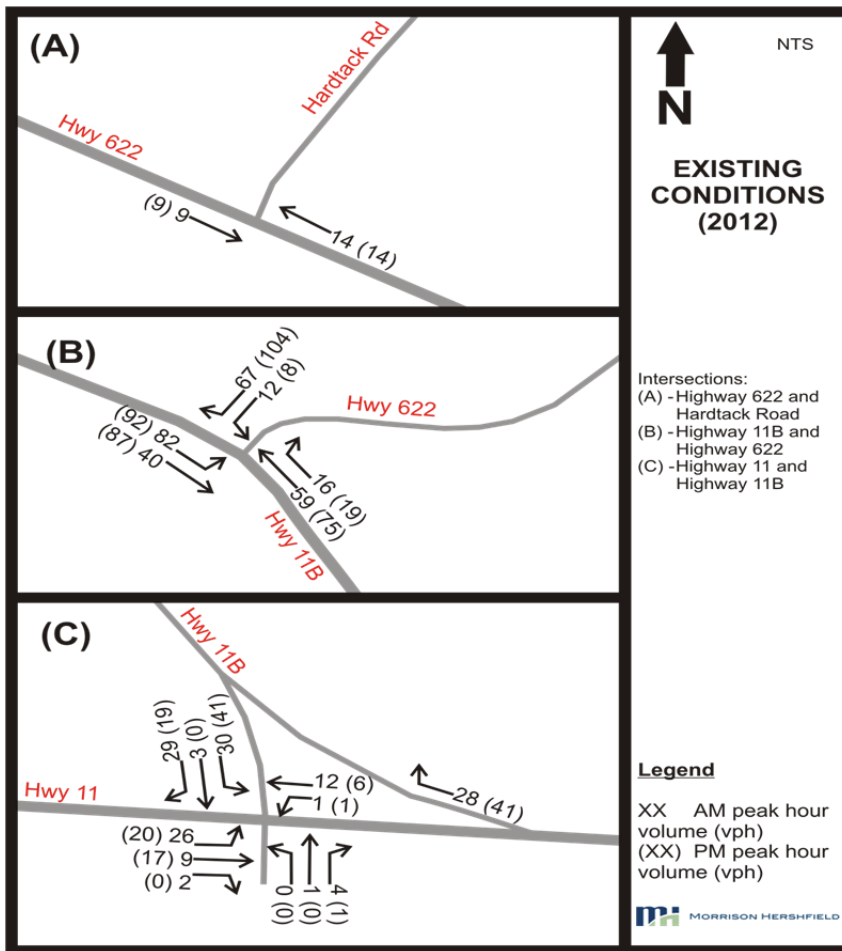 (A)
Hardtack Rd
Hwy 622
(9) 9
14 (14)
(B)
67 (104)
12 (8)
Hwy 622
(92) 82
(87) 40
16 (19)
59 (75)
Hwy 11B
(C)
Hwy 11B
29 (19)
3 (0)
30 (41)
Hwy 11
12 (6)
1 (1)
28 (41)
(20) 26
(17) 9
(0) 2
0 (0)
1 (0)
4 (1)
NTS
N
EXISTING
CONDITIONS
(2012)
Intersections:
(A) -Highway 622 and
Hardtack Road
(B) -Highway 11B and
Highway 622
(C) -Highway 11 and
Highway 11B
Legend
XX AM peak hour
volume (vph)
(XX) PM peak hour
volume (vph)
MORRISON HERSHFIELD